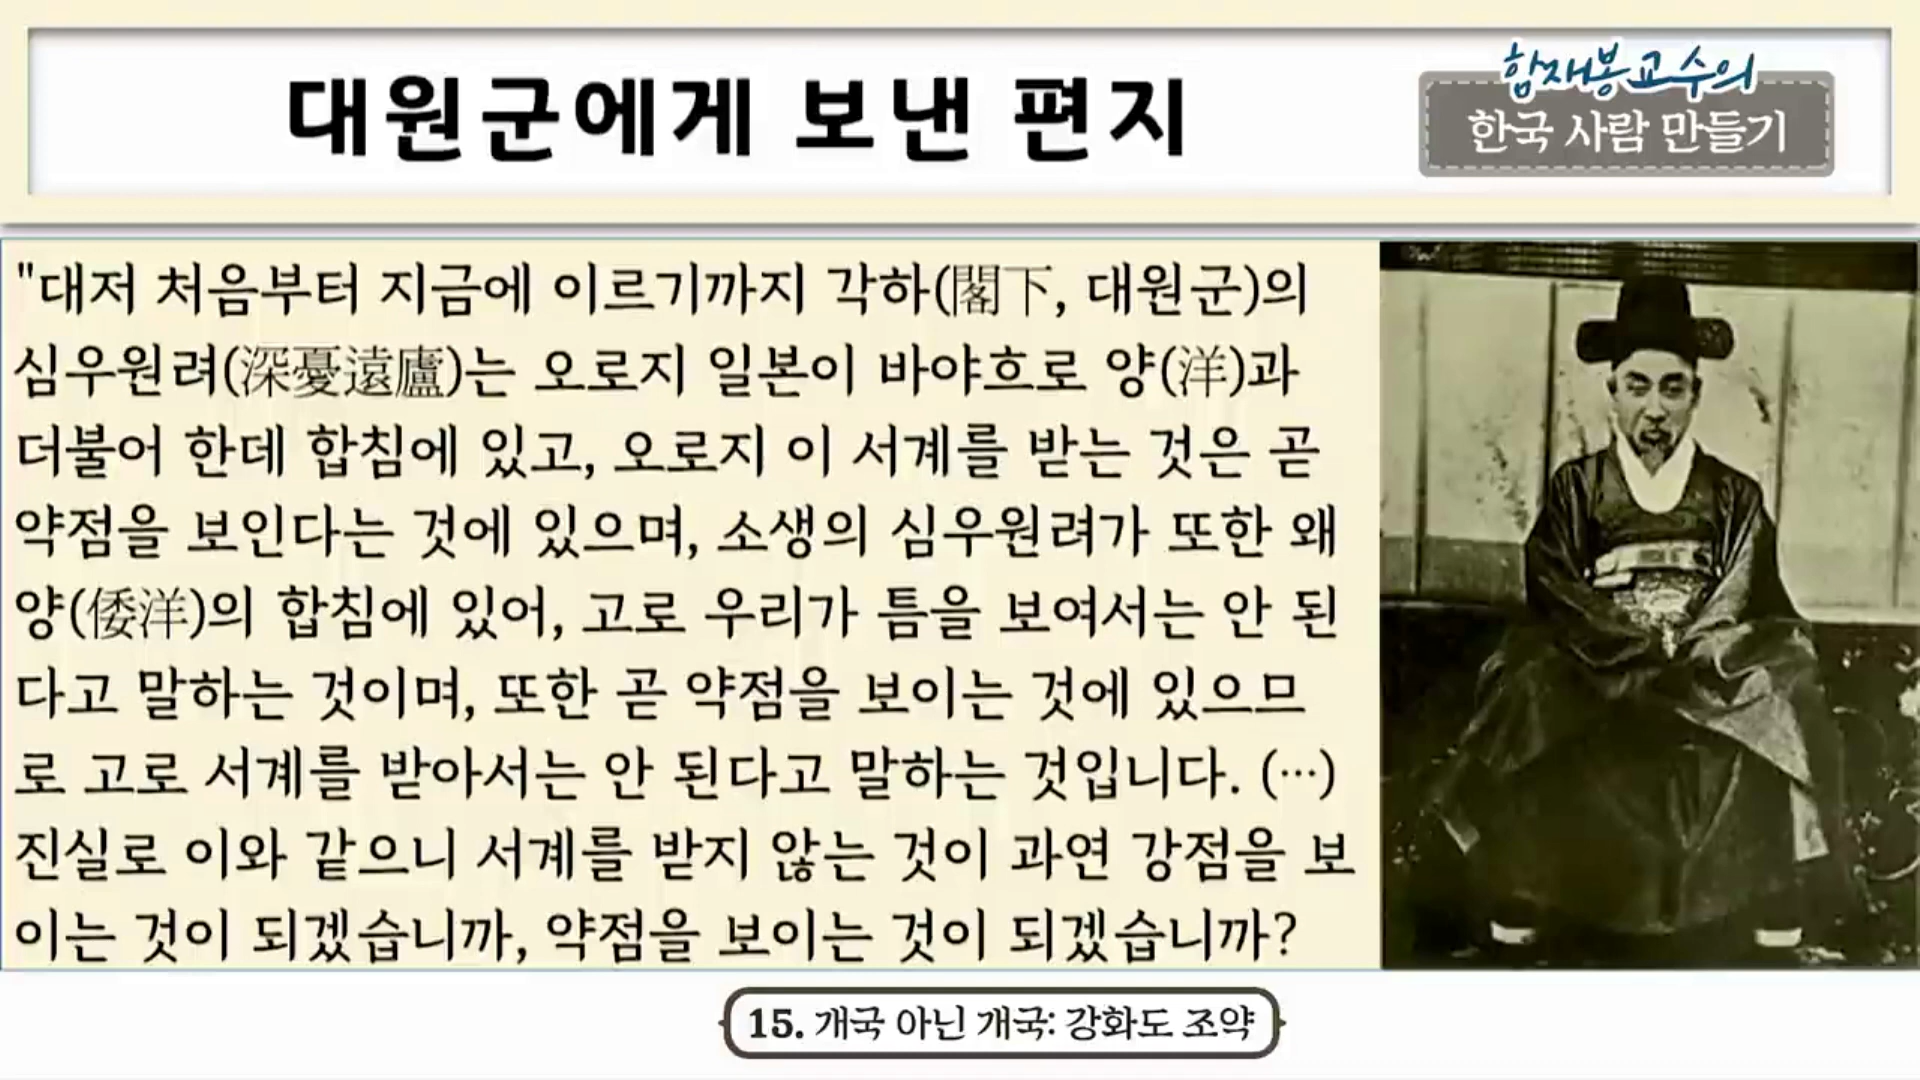 대원군에게 보낸 편지
함재봉교수의
한국 사람 만들기
"대저 처음부터 지금에 이르기까지 각하(閣下, 대원군)의
심우원려(深憂遠廬)는 오로지 일본이 바야흐로 양(洋)과
더불어 한데 합침에 있고, 오로지 이 서계를 받는 것은 곧
약점을 보인다는 것에 있으며, 소생의 심우원려가 또한 왜
양(倭洋)의 합침에 있어, 고로 우리가 틈을 보여서는 안 된
다고 말하는 것이며, 또한 곧 약점을 보이는 것에 있으므
로 고로 서계를 받아서는 안 된다고 말하는 것입니다. (…)
진실로 이와 같으니 서계를 받지 않는 것이 과연 강점을 보
이는 것이 되겠습니까, 약점을 보이는 것이 되겠습니까?
15. 개국 아닌 개국: 강화도 조약